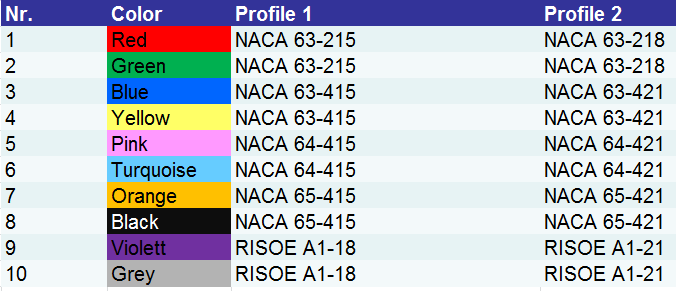 Nr. Color Profile 1 Profile 2
1 Red NACA 63-215 NACA 63-218
2 Green NACA 63-215 NACA 63-218
3 Blue NACA 63-415 NACA 63-421
4 Yellow NACA 63-415 NACA 63-421
5 Pink NACA 64-415 NACA 64-421
6 Turquoise NACA 64-415 NACA 64-421
7 Orange NACA 65-415 NACA 65-421
8 Black NACA 65-415 NACA 65-421
9 Violett RISOE A1-18 RISOE A1-21
10 Grey RISOE A1-18 RISOE A1-21